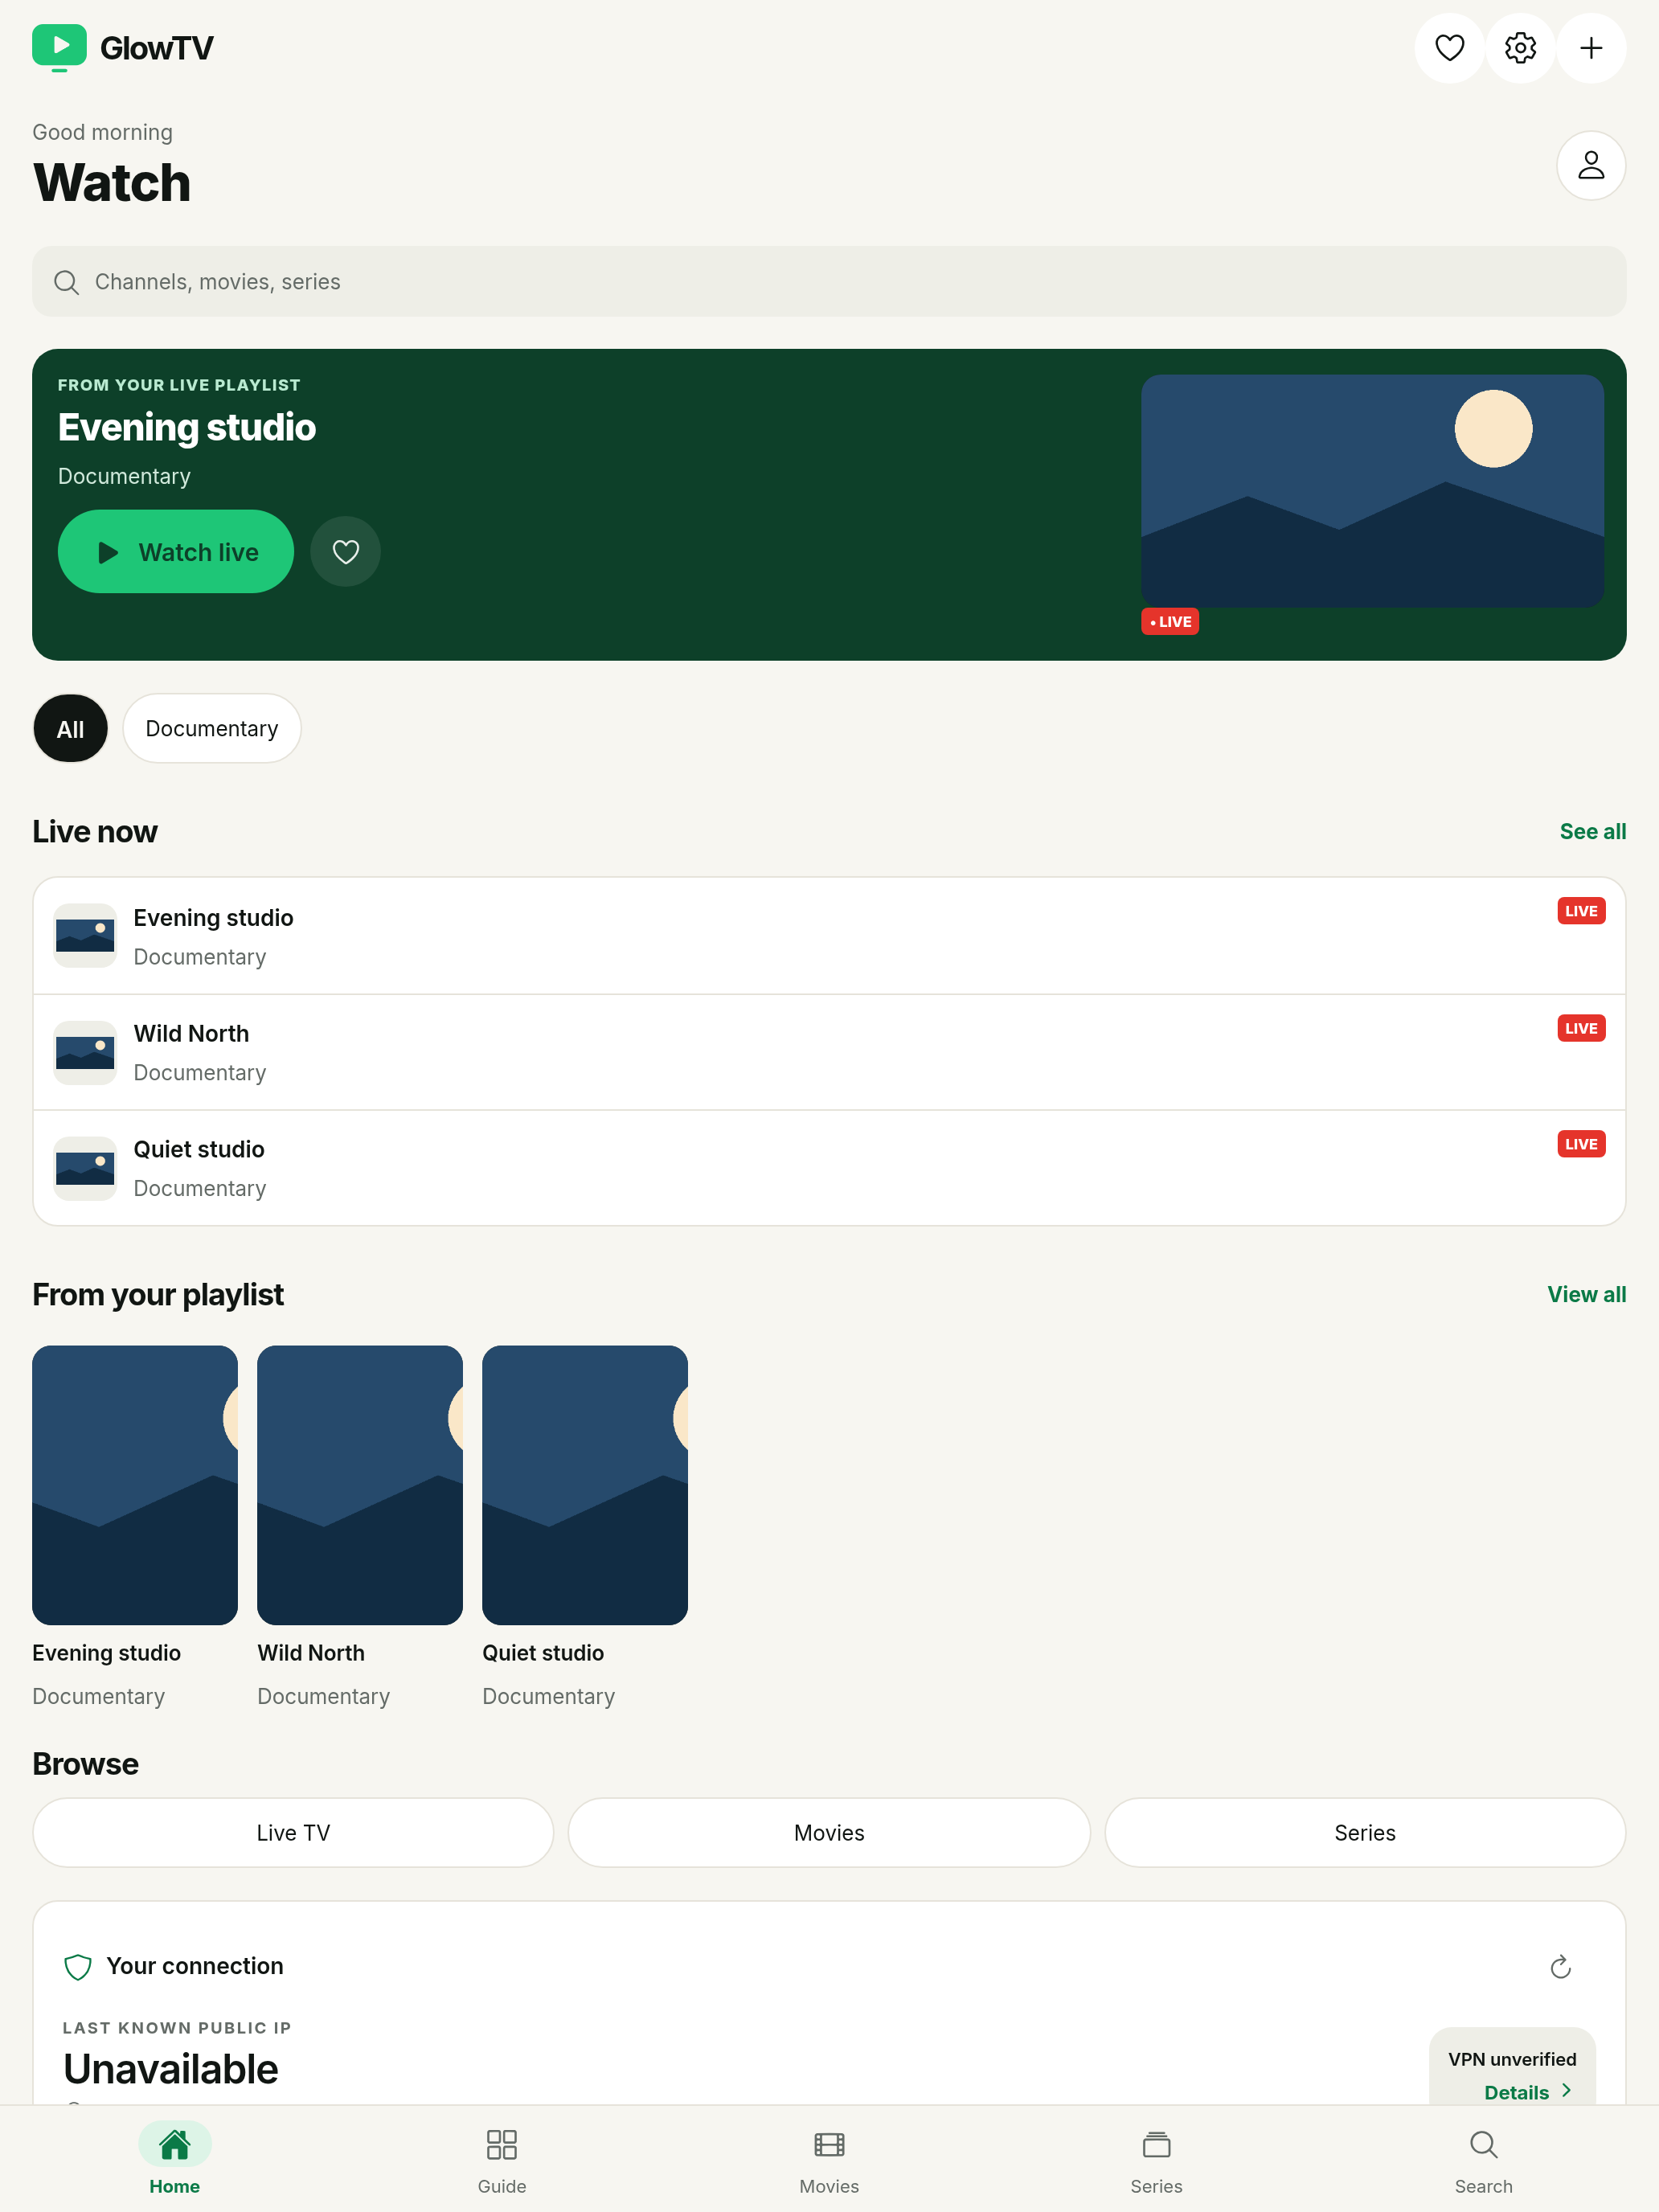 GlowTV
Good morning
Watch
Channels, movies, series
FROM YOUR LIVE PLAYLIST
Evening studio
Documentary
Watch live
• LIVE
All
Documentary
Live now
See all
Evening studio
Documentary
LIVE
Wild North
Documentary
LIVE
Quiet studio
Documentary
LIVE
From your playlist
View all
Evening studio
Documentary
Wild North
Documentary
Quiet studio
Documentary
Browse
Live TV
Movies
Series
Your connection
LAST KNOWN PUBLIC IP
Unavailable
VPN unverified
Details
Home
Guide
Movies
Series
Search